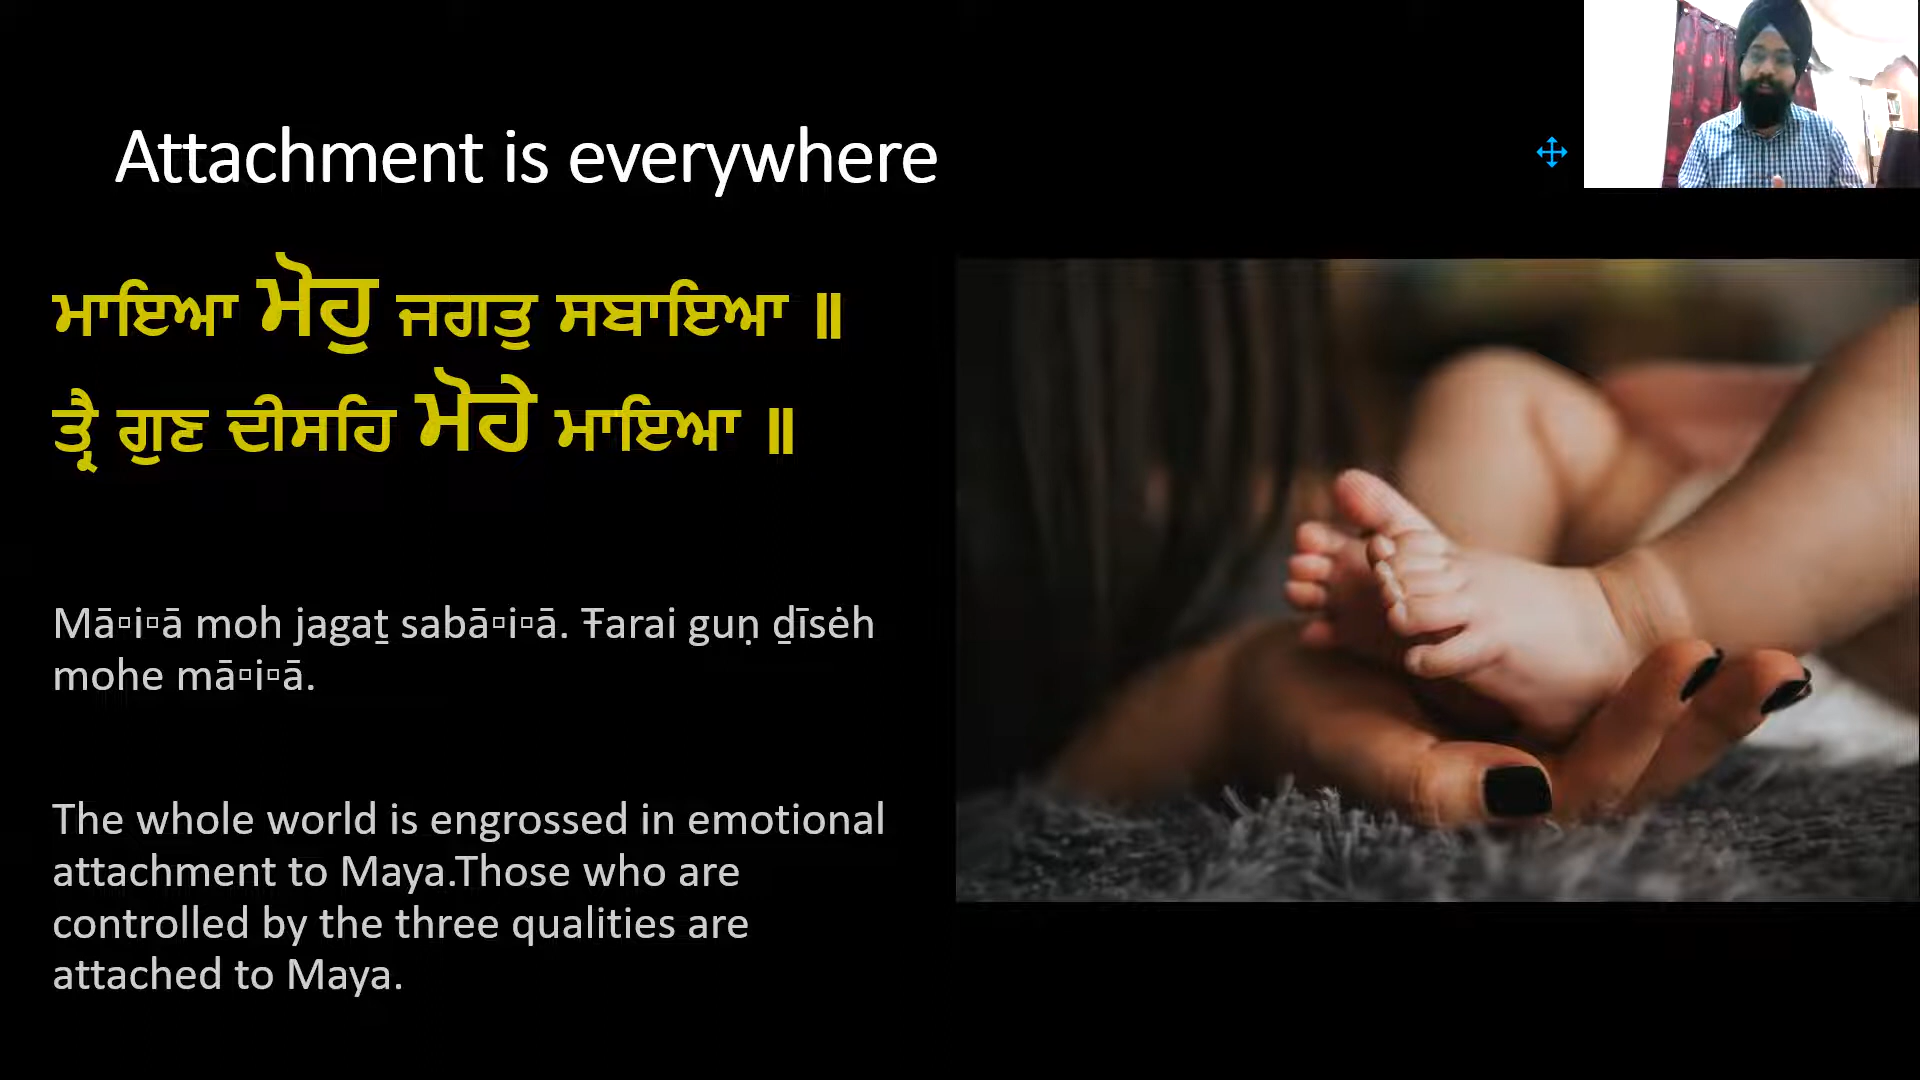 Attachment is everywhere
ਮਾਇਆ ਮੋਹੁ ਜਗਤੁ ਸਬਾਇਆ ॥
ਤ੍ਰੈ ਗੁਣ ਦੀਸਹਿ ਮੋਹੇ ਮਾਇਆ ॥
Mā▫i▫ā moh jagaṯ sabā▫i▫ā. Ŧarai guṇ ḏīsėh
mohe mā▫i▫ā.
The whole world is engrossed in emotional
attachment to Maya.Those who are
controlled by the three qualities are
attached to Maya.